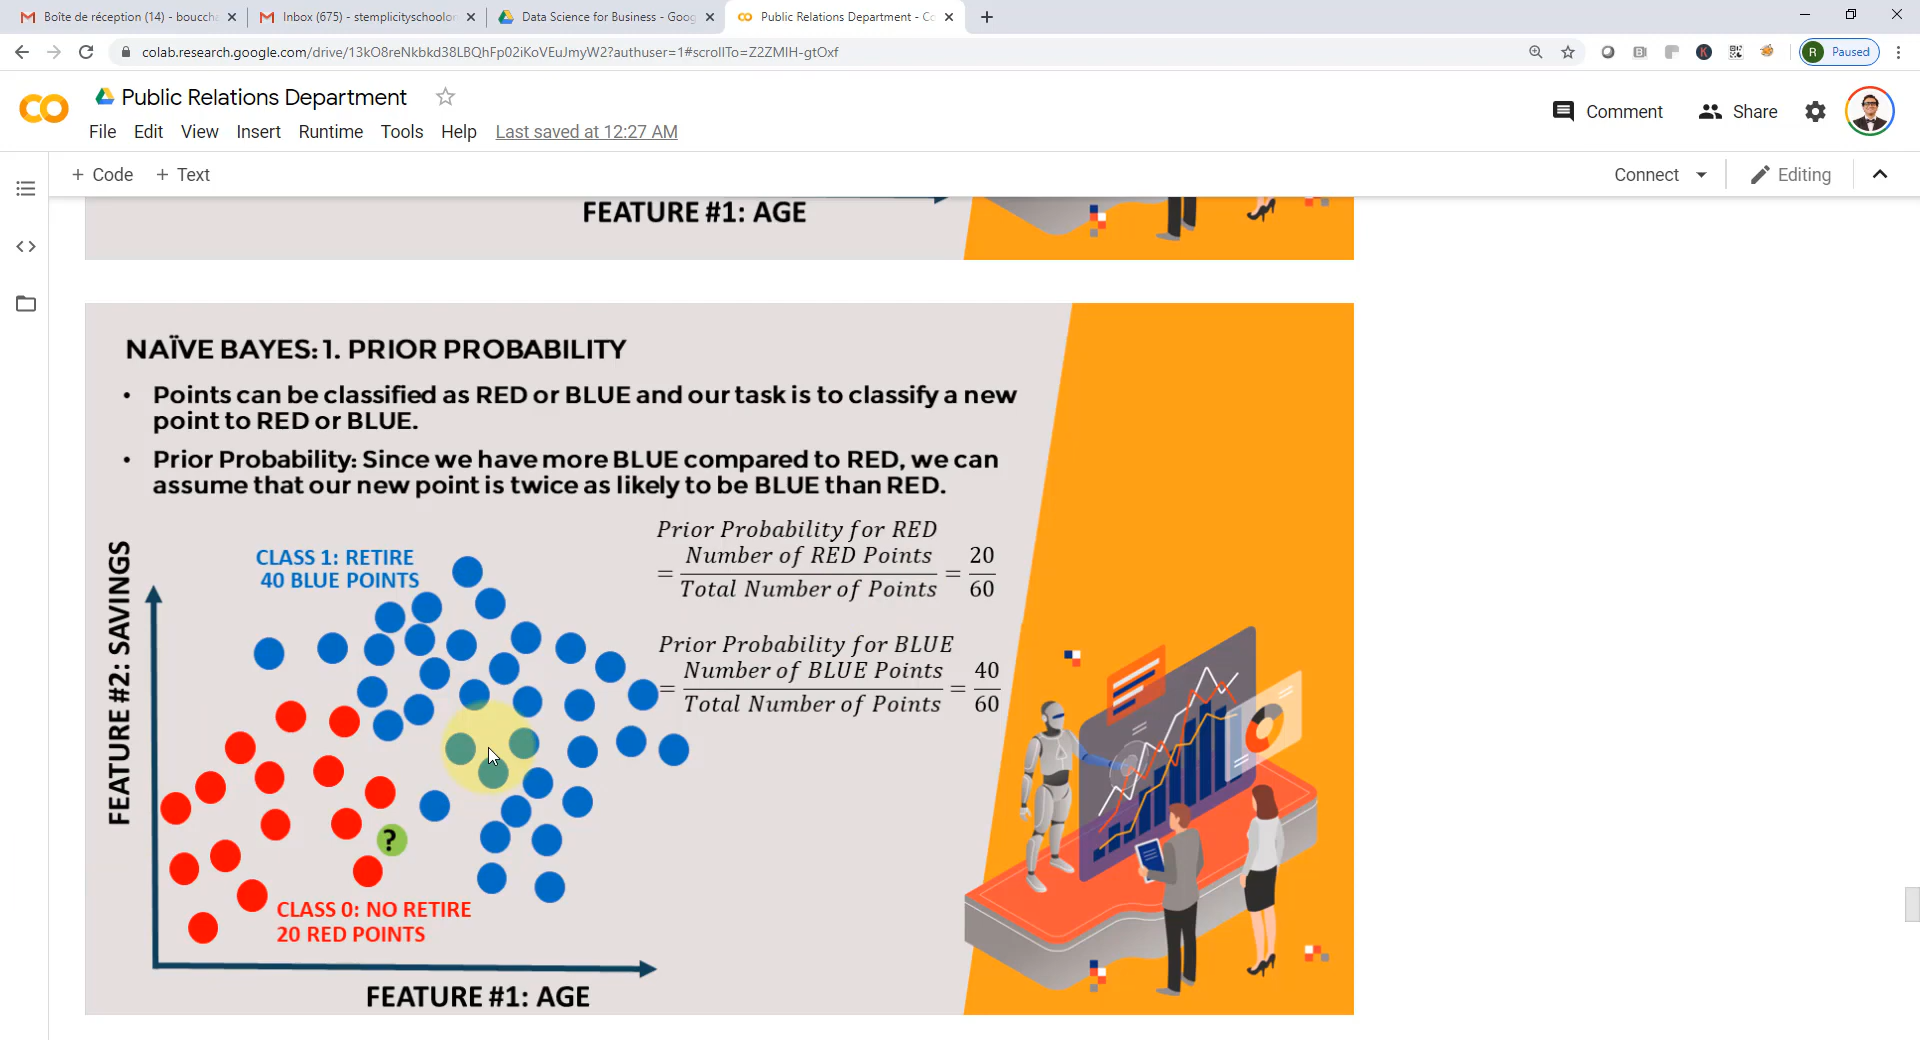 Boîte de réception (14) - boucch
Inbox (675) - stemplicityschoolor
Data Science for Business - Goog
Public Relations Department - Co
colab.research.google.com/drive/13kO8reNkbkd38LBQhFp02iKoVEuJmyW2?authuser=1#scrollTo=Z2ZMIH-gtOxf
K
R Paused
CO Public Relations Department
Comment
Share
File Edit View Insert Runtime Tools Help Last saved at 12:27 AM
+ Code + Text
Connect
Editing
FEATURE #1: AGE
NAÏVE BAYES: 1. PRIOR PROBABILITY
• Points can be classified as RED or BLUE and our task is to classify a new
point to RED or BLUE.
• Prior Probability: Since we have more BLUE compared to RED, we can
assume that our new point is twice as likely to be BLUE than RED.
Prior Probability for RED
= Number of RED Points / Total Number of Points = 20 / 60
Prior Probability for BLUE
= Number of BLUE Points / Total Number of Points = 40 / 60
FEATURE #2: SAVINGS
CLASS 1: RETIRE
40 BLUE POINTS
?
CLASS 0: NO RETIRE
20 RED POINTS
FEATURE #1: AGE